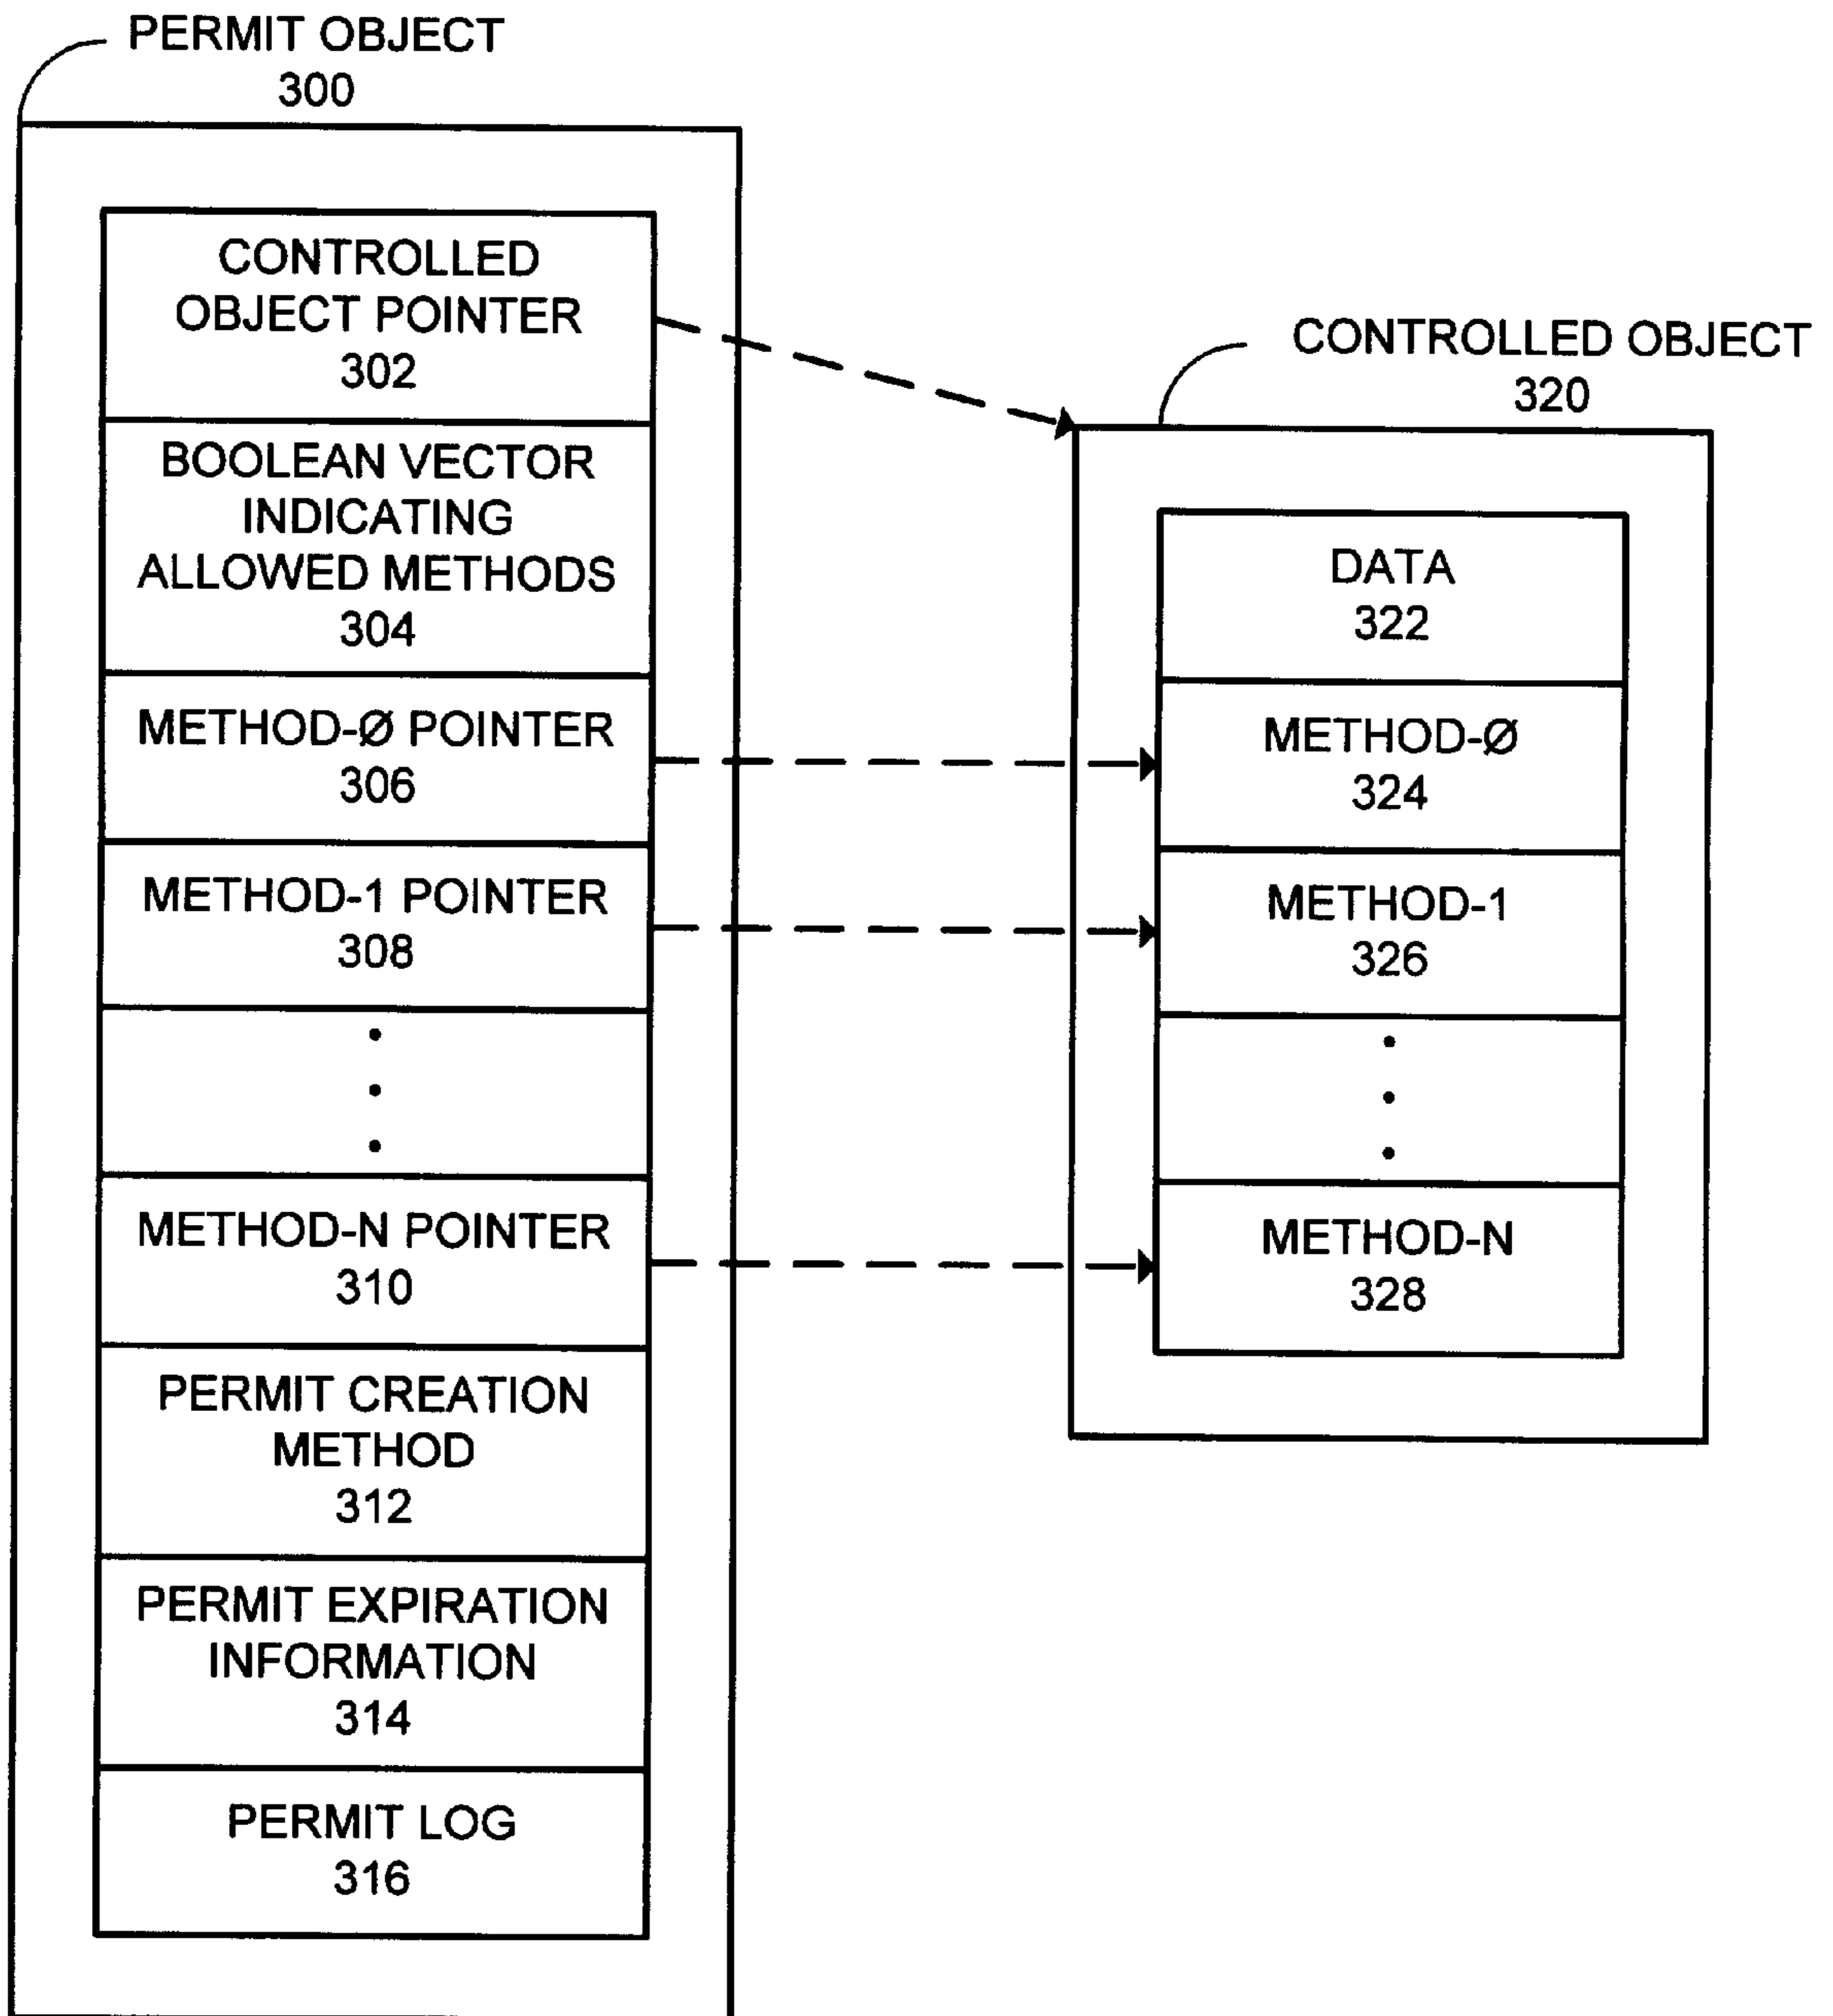 PERMIT OBJECT
300
CONTROLLED
OBJECT POINTER
302
BOOLEAN VECTOR
INDICATING
ALLOWED METHODS
304
METHOD-Ø POINTER
306
METHOD-1 POINTER
308
METHOD-N POINTER
310
PERMIT CREATION
METHOD
312
PERMIT EXPIRATION
INFORMATION
314
PERMIT LOG
316
CONTROLLED OBJECT
320
DATA
322
METHOD-Ø
324
METHOD-1
326
METHOD-N
328